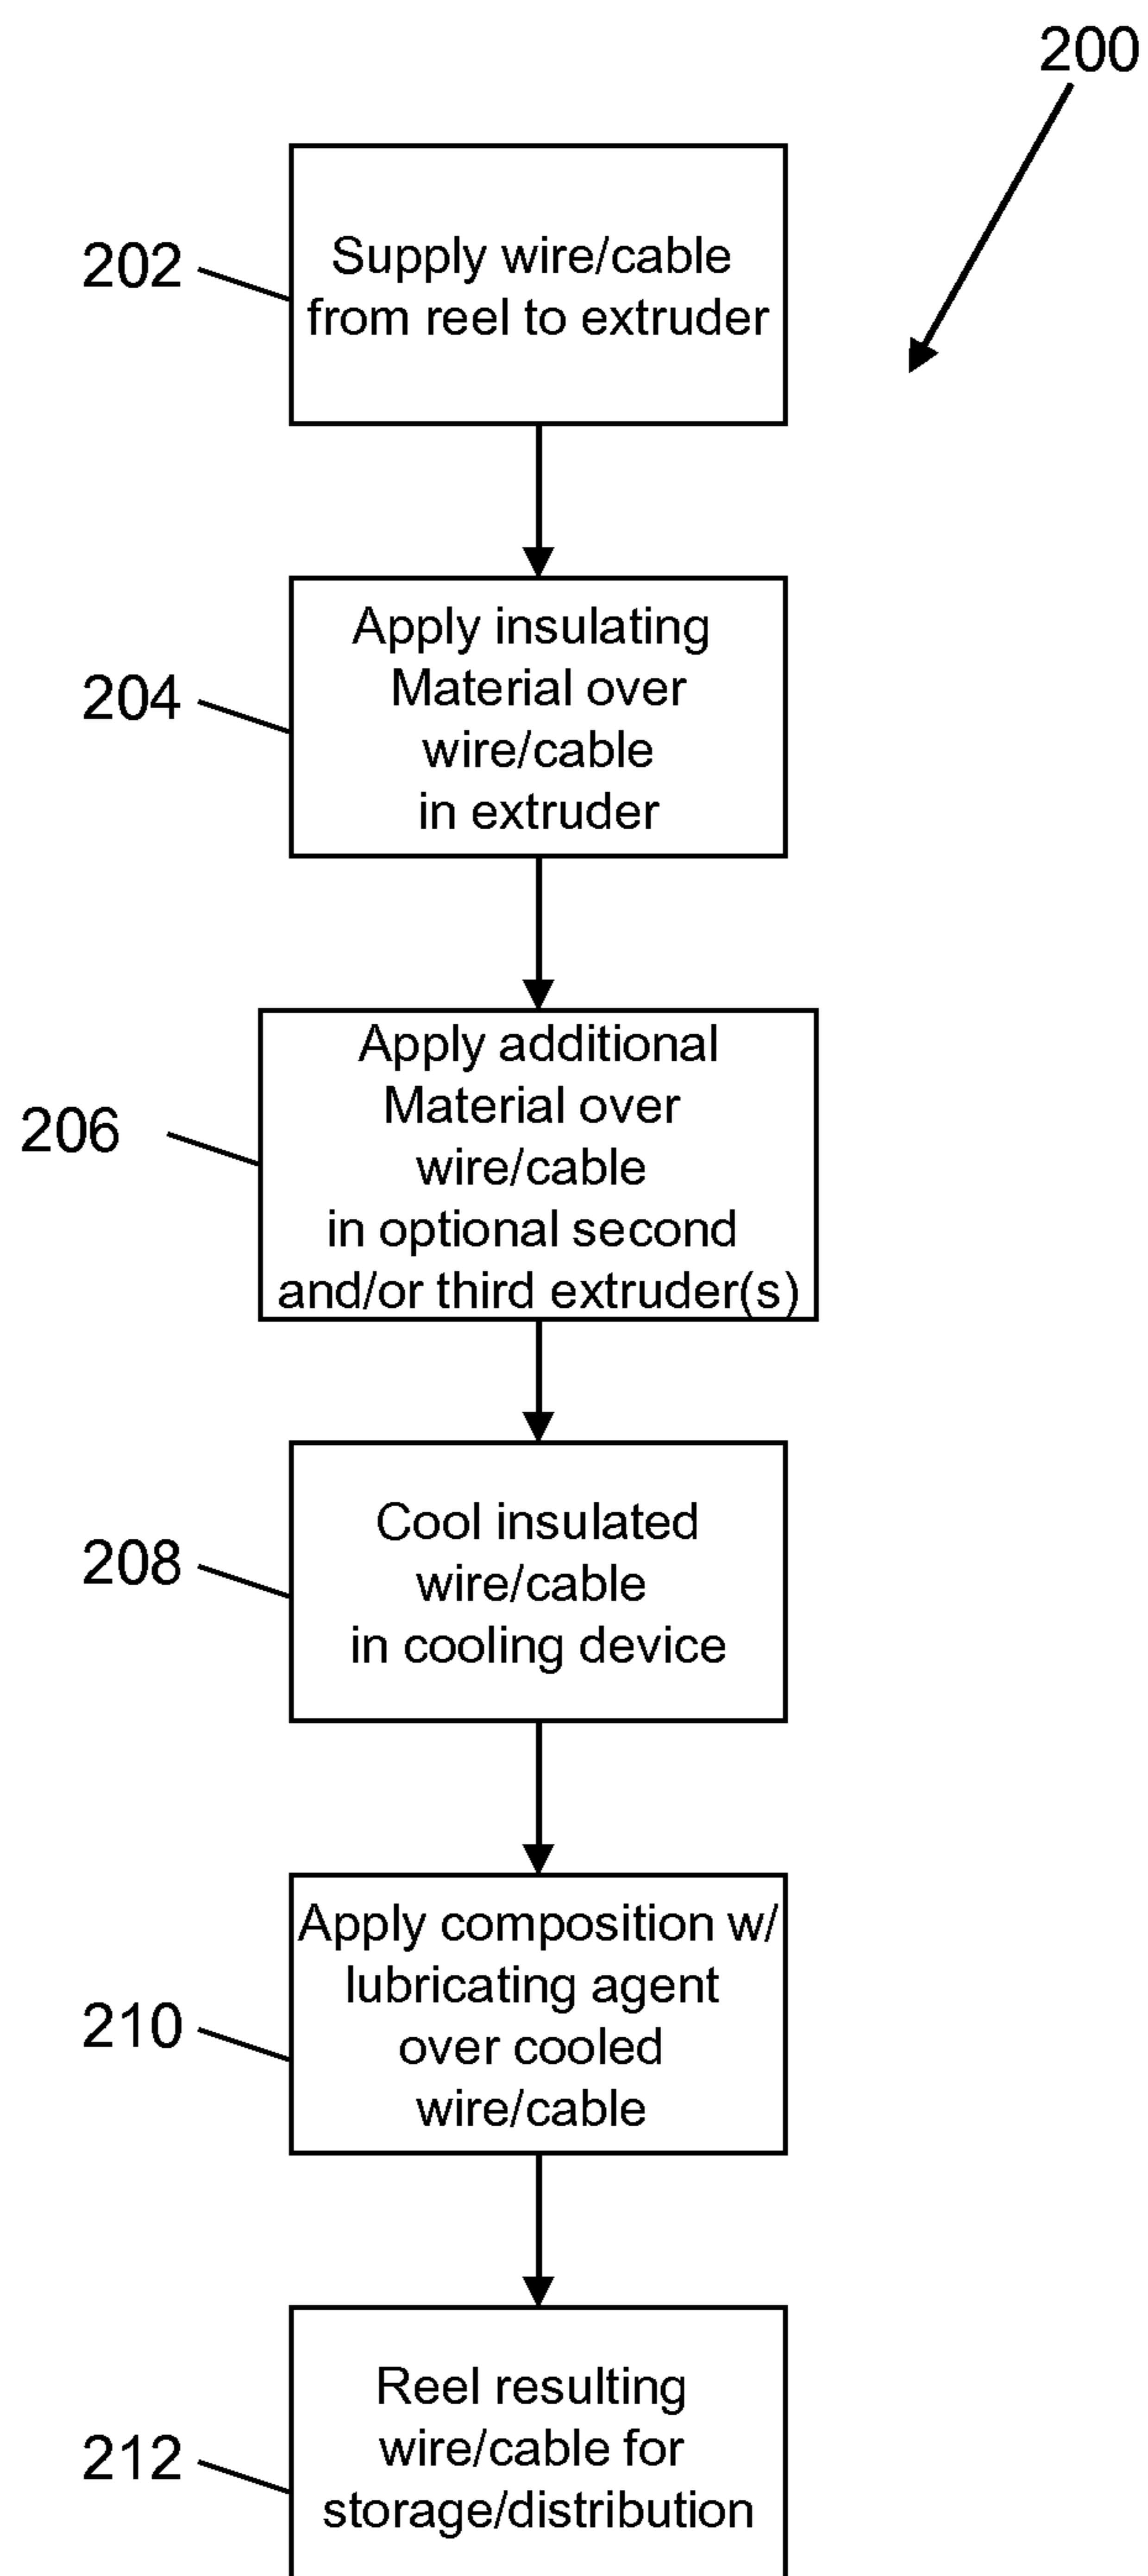 200
202
Supply wire/cable
from reel to extruder
204
Apply insulating
Material over
wire/cable
in extruder
206
Apply additional
Material over
wire/cable
in optional second
and/or third extruder(s)
208
Cool insulated
wire/cable
in cooling device
210
Apply composition w/
lubricating agent
over cooled
wire/cable
212
Reel resulting
wire/cable for
storage/distribution